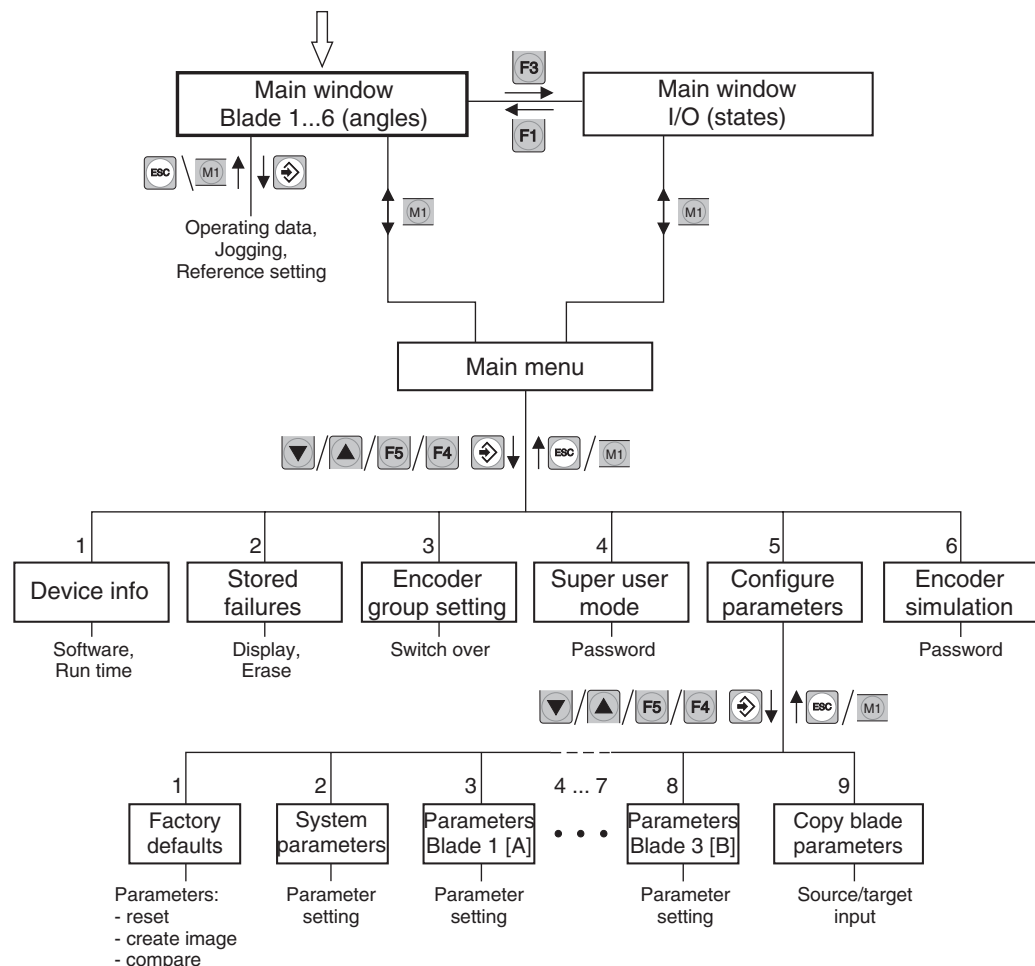 F3
Main window
Blade 1...6 (angles)
Main window
I/O (states)
F1
ESC M1
M1
M1
Operating data,
Jogging,
Reference setting
Main menu
F5 F4 ESC M1
1 2 3 4 5 6
Device info
Stored
failures
Encoder
group setting
Super user
mode
Configure
parameters
Encoder
simulation
Software,
Run time
Display,
Erase
Switch over
Password
Password
F5 F4 ESC M1
1 2 3 4 ... 7 8 9
Factory
defaults
System
parameters
Parameters
Blade 1 [A]
• • •
Parameters
Blade 3 [B]
Copy blade
parameters
Parameters:
- reset
- create image
- compare
Parameter
setting
Parameter
setting
Parameter
setting
Source/target
input